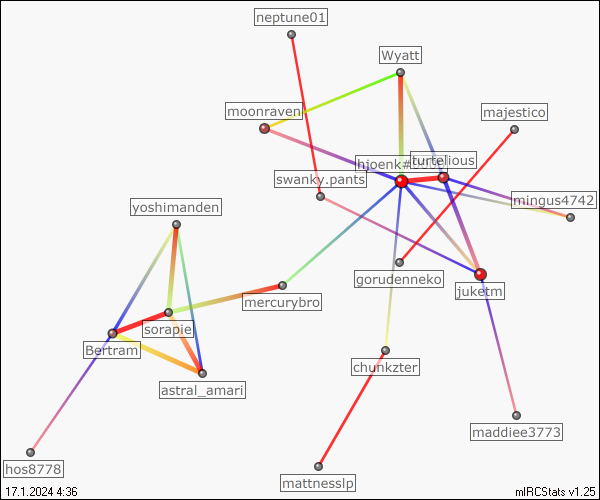 neptune01
Wyatt
moonraven
majestico
turtelious
swanky.pants
mingus4742
yoshimanden
gorudenneko
juketm
mercurybro
sorapie
Bertram
chunkzter
astral_amari
maddiee3773
hos8778
mattnesslp
17.1.2024 4:36
mIRCStats v1.25